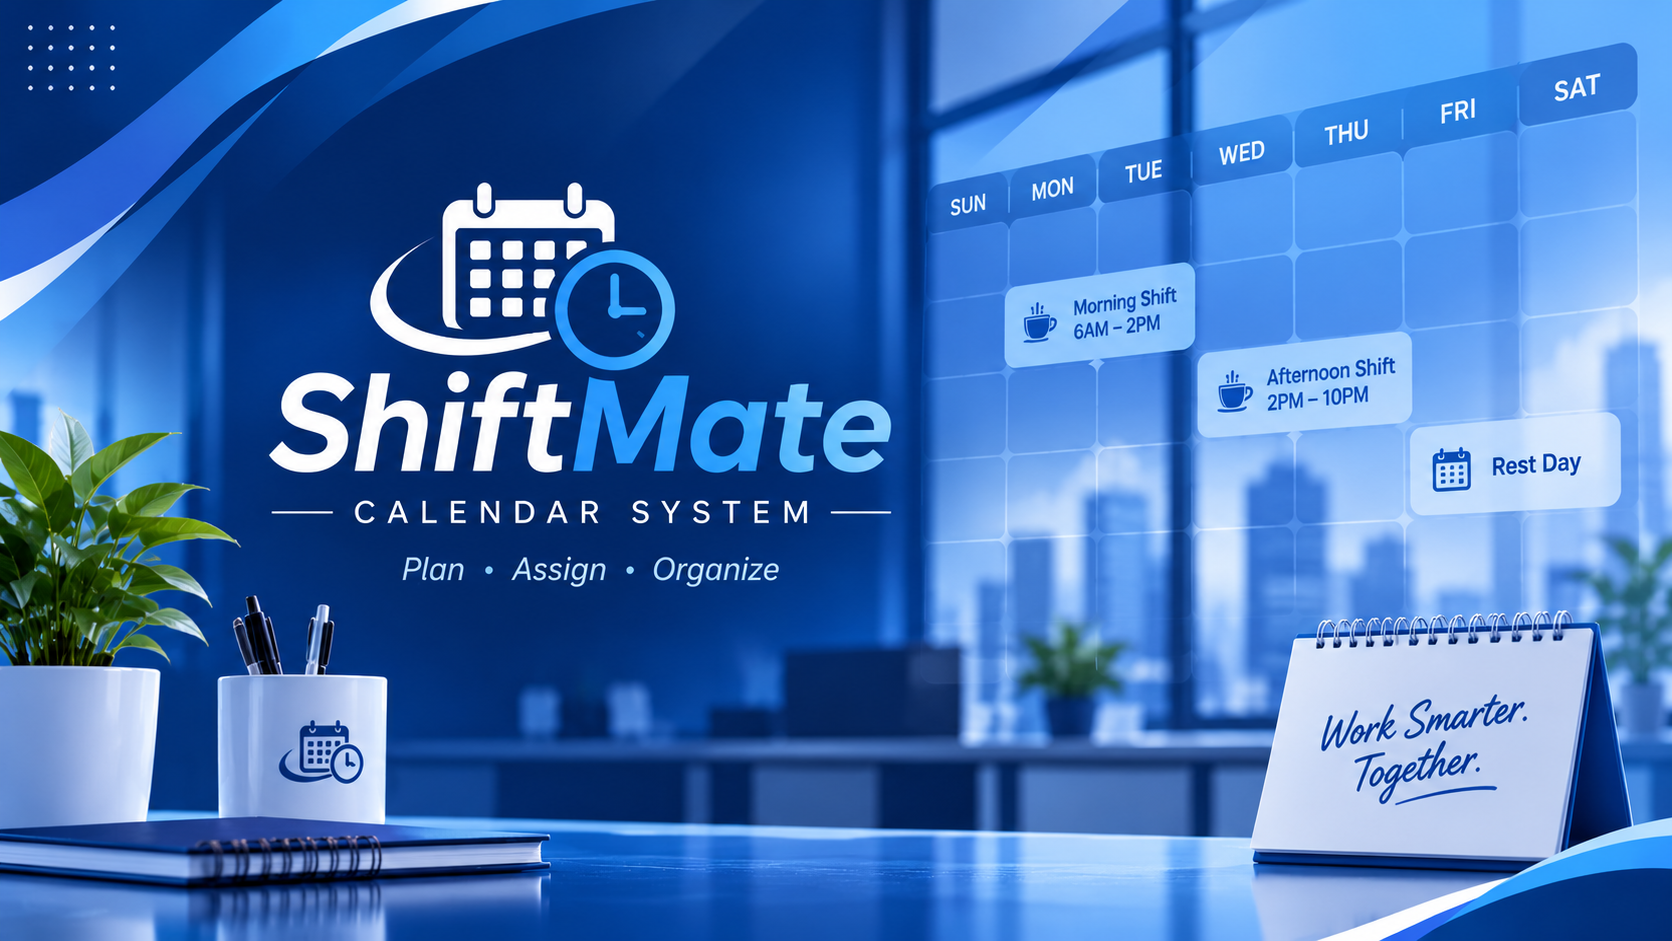 ShiftMate
CALENDAR SYSTEM
Plan • Assign • Organize
SUN MON TUE WED THU FRI SAT
Morning Shift
6AM – 2PM
Afternoon Shift
2PM – 10PM
Rest Day
Work Smarter.
Together.